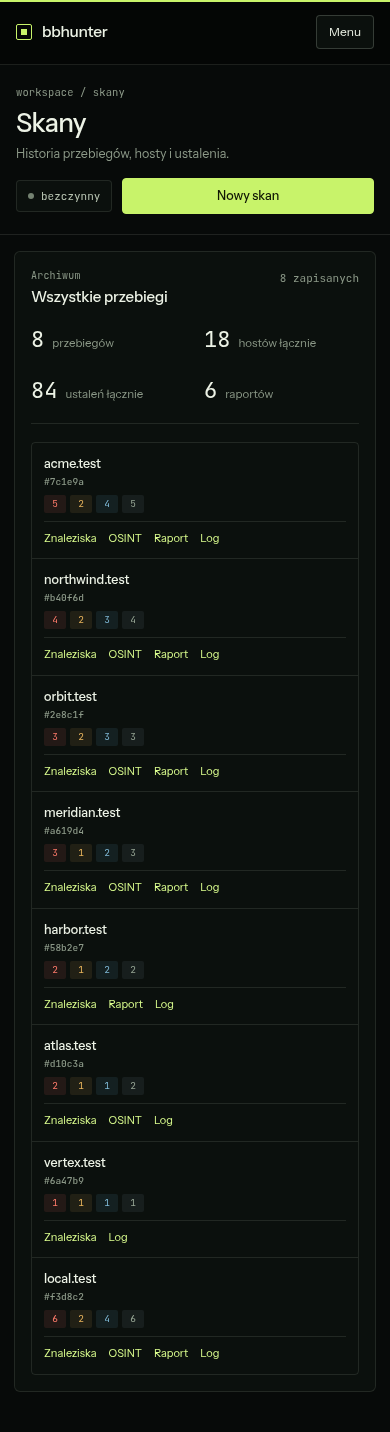 bbhunter
Menu
workspace / skany
Skany
Historia przebiegów, hosty i ustalenia.
bezczynny
Nowy skan
Archiwum
8 zapisanych
Wszystkie przebiegi
8 przebiegów
18 hostów łącznie
84 ustaleń łącznie
6 raportów
acme.test
#7c1e9a
5 2 4 5
Znaleziska OSINT Raport Log
northwind.test
#b40f6d
4 2 3 4
Znaleziska OSINT Raport Log
orbit.test
#2e8c1f
3 2 3 3
Znaleziska OSINT Raport Log
meridian.test
#a619d4
3 1 2 3
Znaleziska OSINT Raport Log
harbor.test
#58b2e7
2 1 2 2
Znaleziska Raport Log
atlas.test
#d10c3a
2 1 1 2
Znaleziska OSINT Log
vertex.test
#6a47b9
1 1 1 1
Znaleziska Log
local.test
#f3d8c2
6 2 4 6
Znaleziska OSINT Raport Log